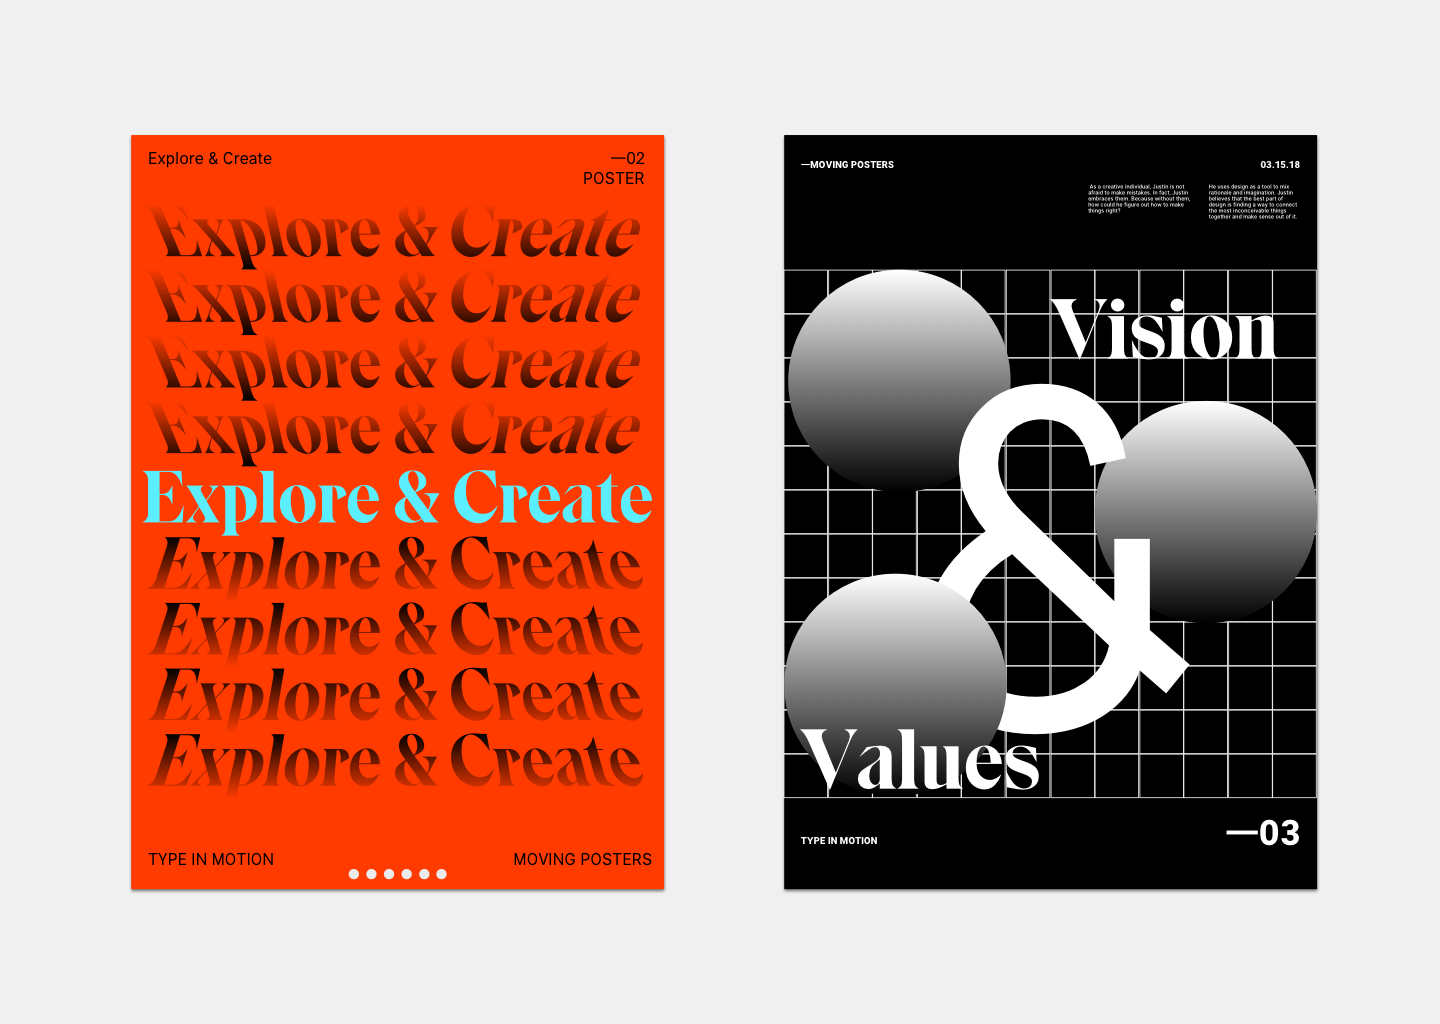 Explore & Create
—02
POSTER
Explore & Create
Explore & Create
Explore & Create
Explore & Create
Explore & Create
Explore & Create
Explore & Create
Explore & Create
Explore & Create
TYPE IN MOTION
MOVING POSTERS
—MOVING POSTERS
03.15.18
As a creative individual, Justin is not
afraid to make mistakes. In fact, Justin
embraces them. Because without them,
how could he figure out how to make
things right?
He uses design as a tool to mix
rationale and imagination. Justin
believes that the best part of
design is finding a way to connect
the most inconceivable things
together and make sense out of it.
Vision
&
Values
TYPE IN MOTION
—03